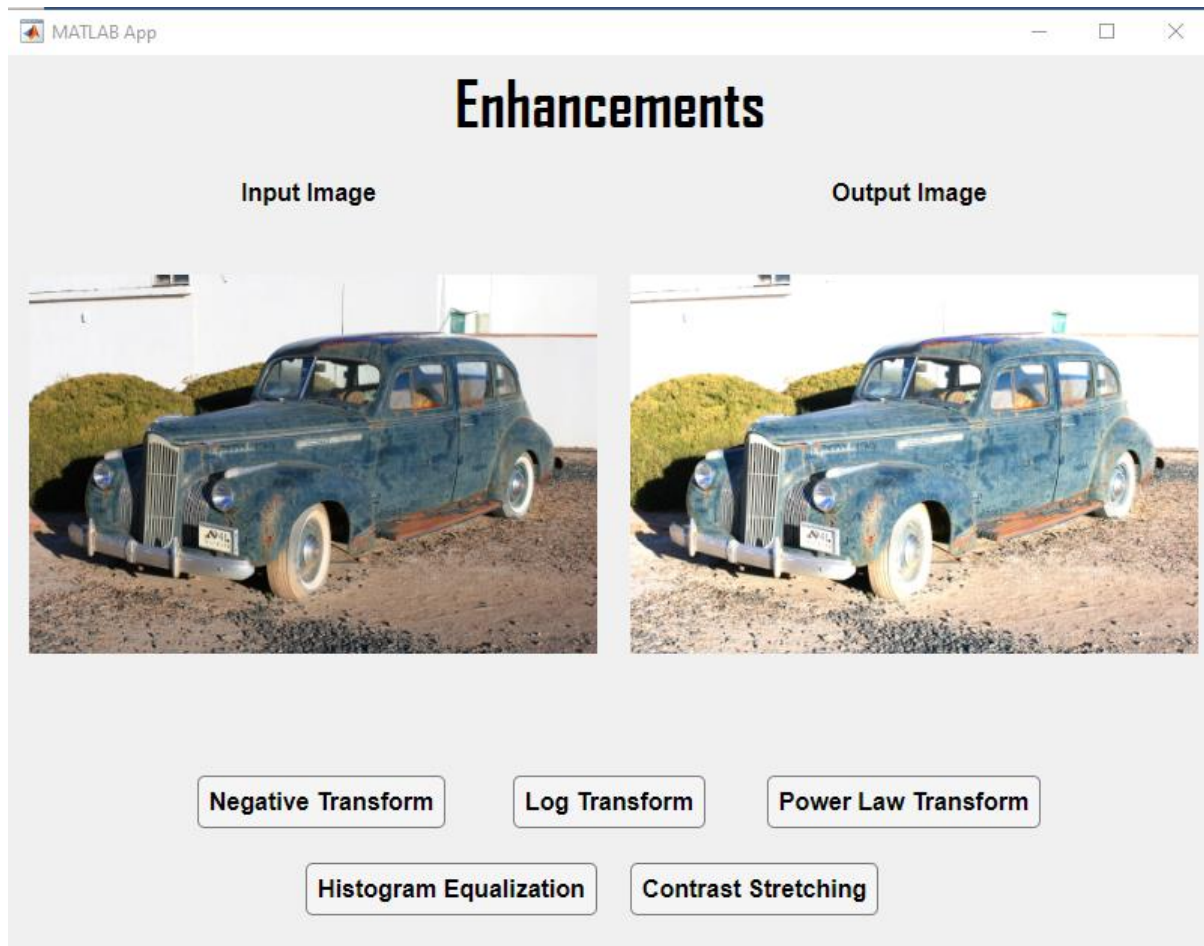 MATLAB App
Enhancements
Input Image
Output Image
Negative Transform
Log Transform
Power Law Transform
Histogram Equalization
Contrast Stretching